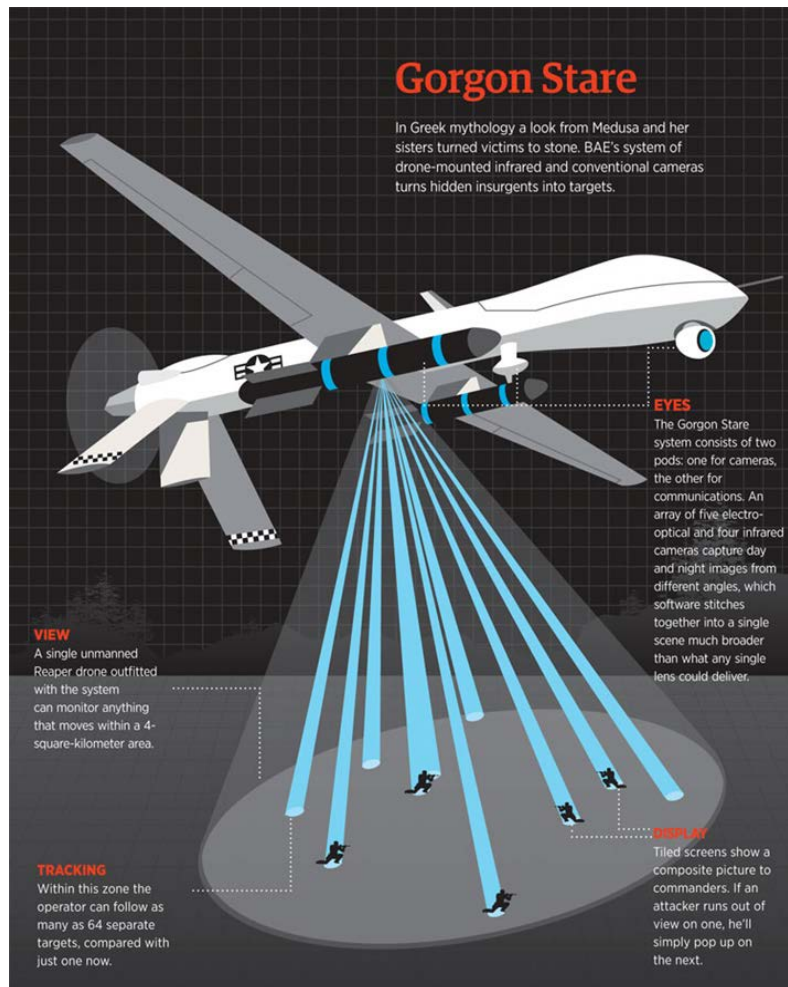 Gorgon Stare
In Greek mythology a look from Medusa and her
sisters turned victims to stone. BAE’s system of
drone-mounted infrared and conventional cameras
turns hidden insurgents into targets.
EYES
The Gorgon Stare
system consists of two
pods: one for cameras,
the other for
communications. An
array of five electro-
optical and four infrared
cameras capture day
and night images from
different angles, which
software stitches
together into a single
scene much broader
than what any single
lens could deliver.
VIEW
A single unmanned
Reaper drone outfitted
with the system
can monitor anything
that moves within a 4-
square-kilometer area.
TRACKING
Within this zone the
operator can follow as
many as 64 separate
targets, compared with
just one now.
DISPLAY
Tiled screens show a
composite picture to
commanders. If an
attacker runs out of
view on one, he’ll
simply pop up on
the next.